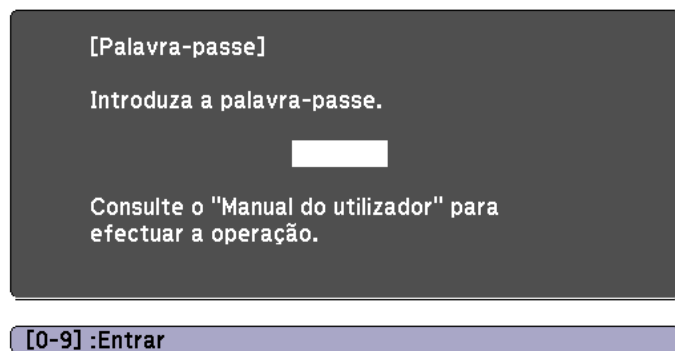 [Palavra-passe]
Introduza a palavra-passe.
Consulte o "Manual do utilizador" para
efectuar a operação.
[0-9] :Entrar